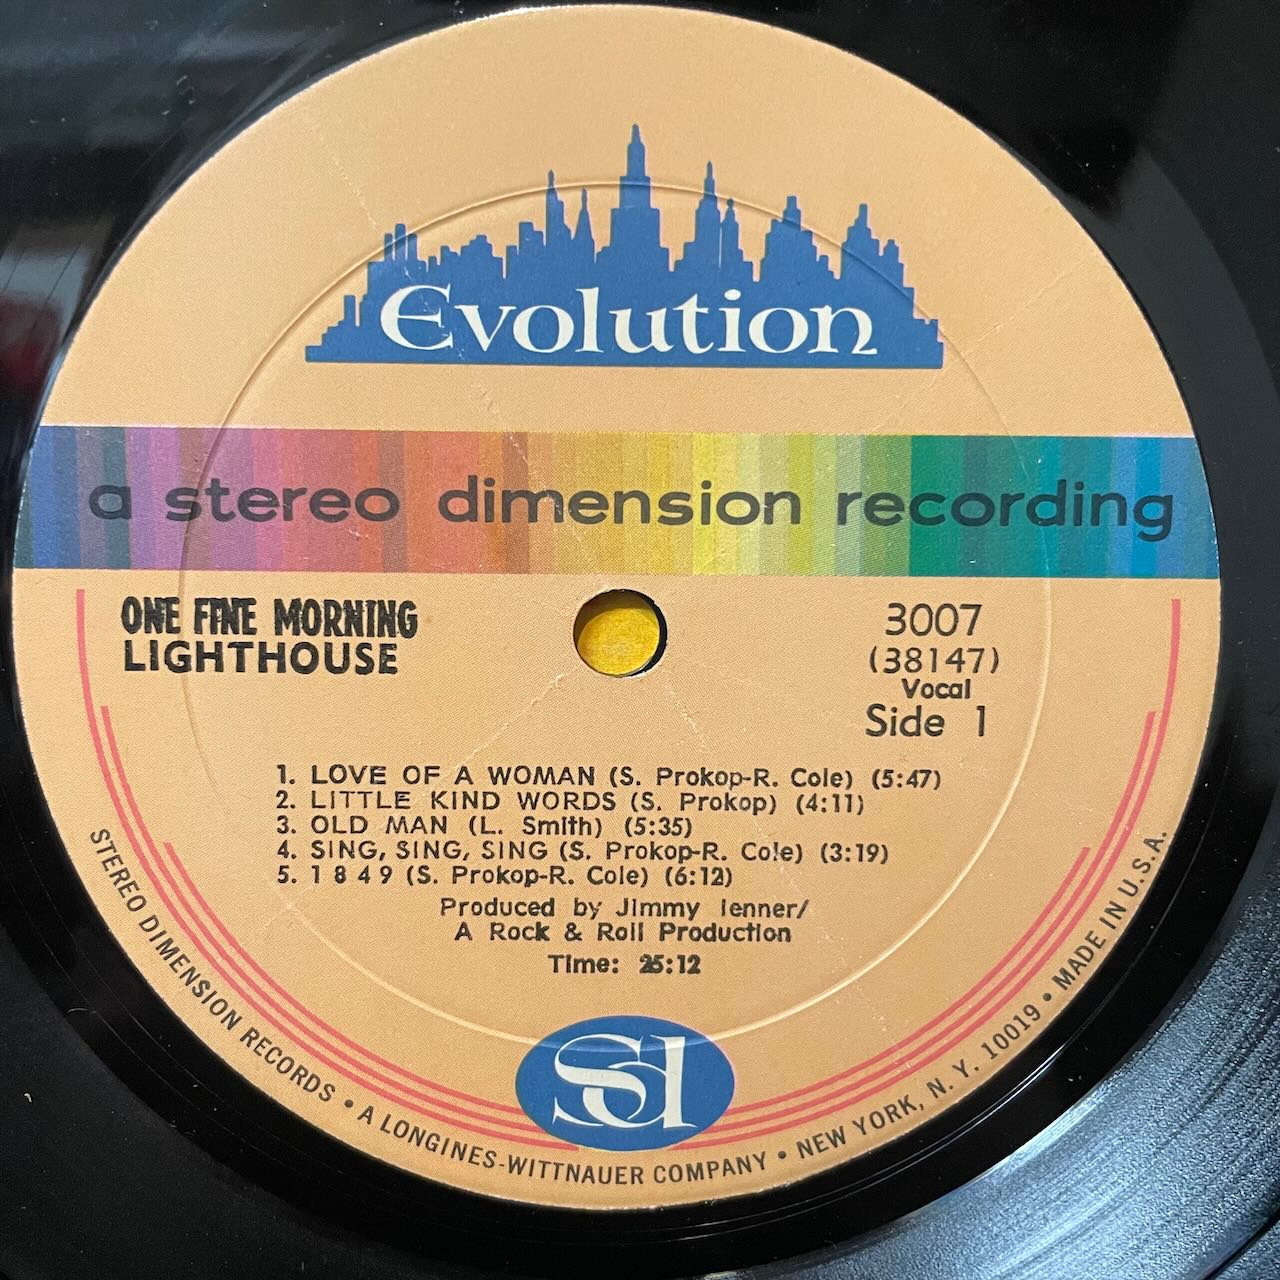 Evolution
a stereo dimension recording
ONE FINE MORNING
LIGHTHOUSE
3007
(38147)
Vocal
Side 1
1. LOVE OF A WOMAN (S. Prokop-R. Cole) (5:47)
2. LITTLE KIND WORDS (S. Prokop) (4:11)
3. OLD MAN (L. Smith) (5:35)
4. SING, SING, SING (S. Prokop-R. Cole) (3:19)
5. 1 8 4 9 (S. Prokop-R. Cole) (6:12)
Produced by Jimmy Ienner/
A Rock & Roll Production
Time: 25:12
Sd
STEREO DIMENSION RECORDS • A LONGINES-WITTNAUER COMPANY • NEW YORK, N. Y. 10019 • MADE IN U.S.A.